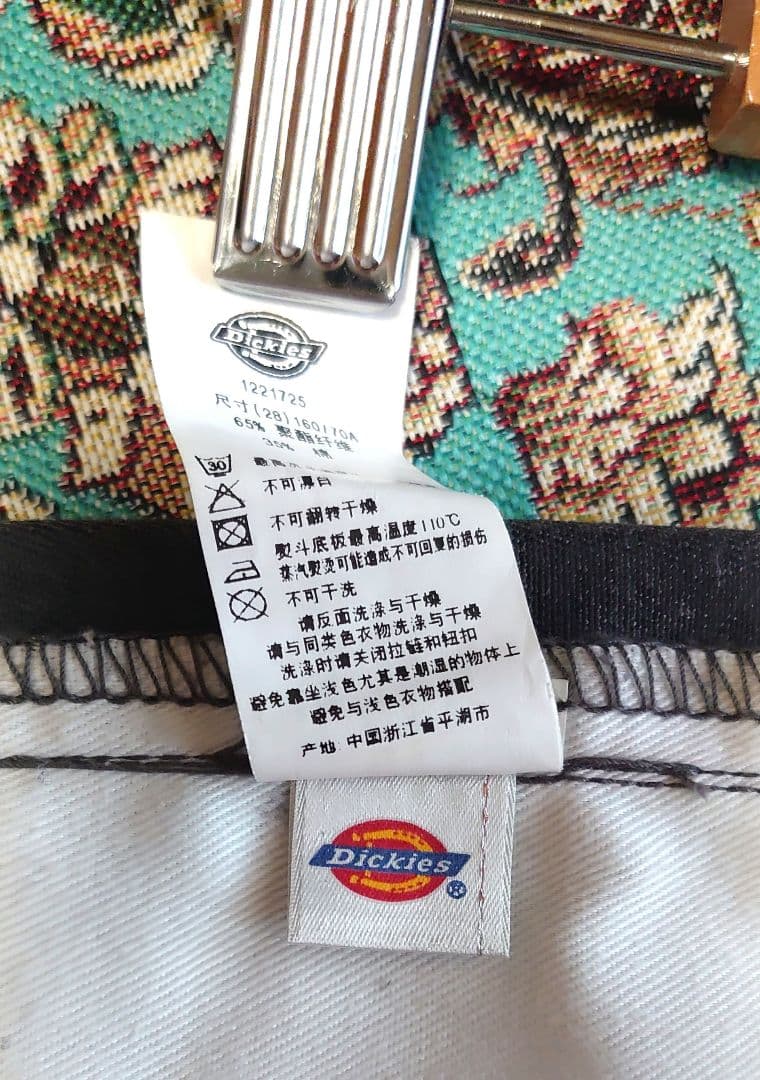 Dickies
1221725
尺寸(28)160/70A
65% 聚酯纤维
35% 棉
30
最高
不可漂白
不可翻转干燥
熨斗底板最高温度110℃
蒸汽熨烫可能造成不可回复的损伤
不可干洗
请反面洗涤与干燥
请与同类色衣物洗涤与干燥
洗涤时请关闭拉链和钮扣
避免靠坐浅色尤其是潮湿的物体上
避免与浅色衣物搭配
产地: 中国浙江省平湖市
Dickies®